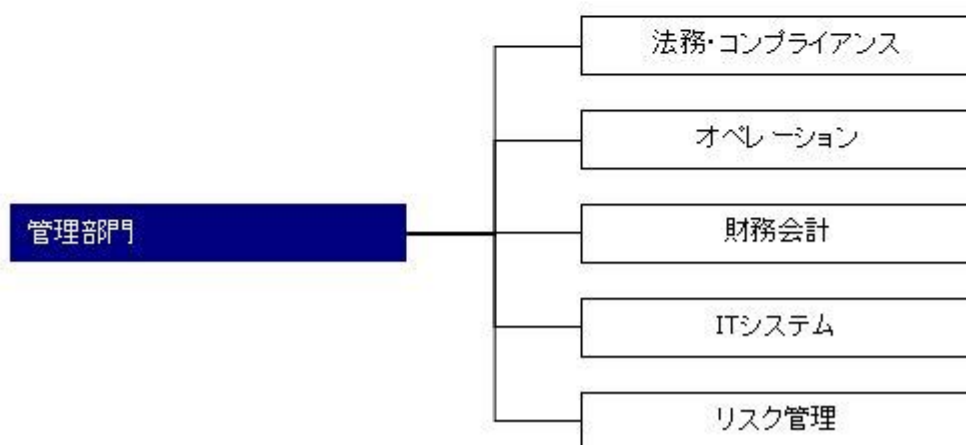 法務・コンプライアンス
オペレーション
管理部門
財務会計
ITシステム
リスク管理